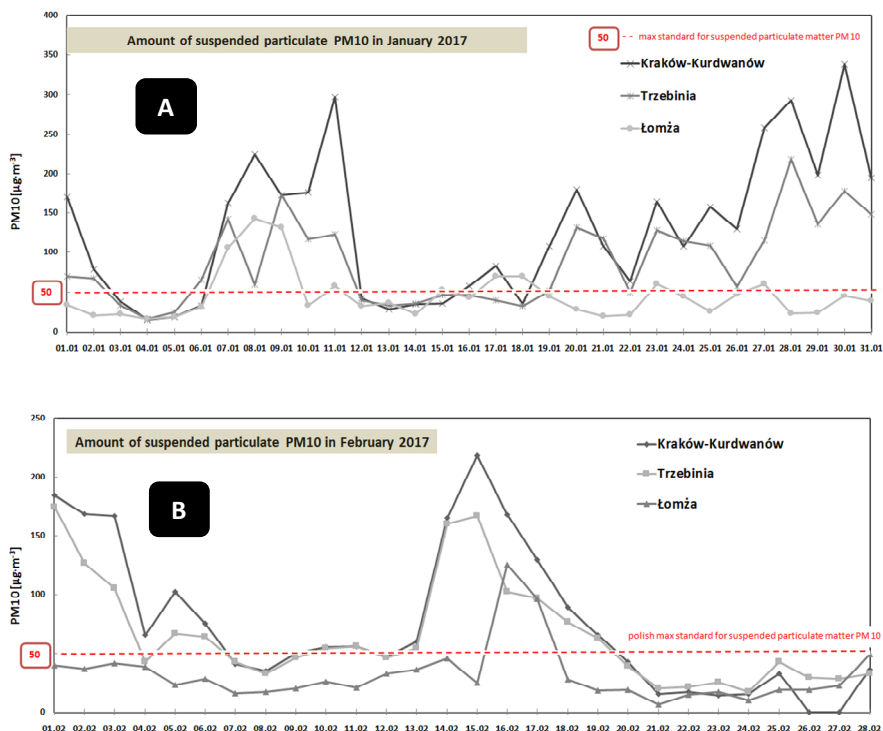 400
Amount of suspended particulate PM10 in January 2017
50 max standard for suspended particulate matter PM10
350
Kraków-Kurdwanów
A
300
Trzebinia
250
Łomża
200
PM10 [µg·m-³]
150
100
50
50
0
01.01 02.01 03.01 04.01 05.01 06.01 07.01 08.01 09.01 10.01 11.01 12.01 13.01 14.01 15.01 16.01 17.01 18.01 19.01 20.01 21.01 22.01 23.01 24.01 25.01 26.01 27.01 28.01 29.01 30.01 31.01
250
Amount of suspended particulate PM10 in February 2017
Kraków-Kurdwanów
Trzebinia
200
B
Łomża
150
PM10 [µg·m-³]
100
polish max standard for suspended particulate matter PM10
50
50
0
01.02 02.02 03.02 04.02 05.02 06.02 07.02 08.02 09.02 10.02 11.02 12.02 13.02 14.02 15.02 16.02 17.02 18.02 19.02 20.02 21.02 22.02 23.02 24.02 25.02 26.02 27.02 28.02